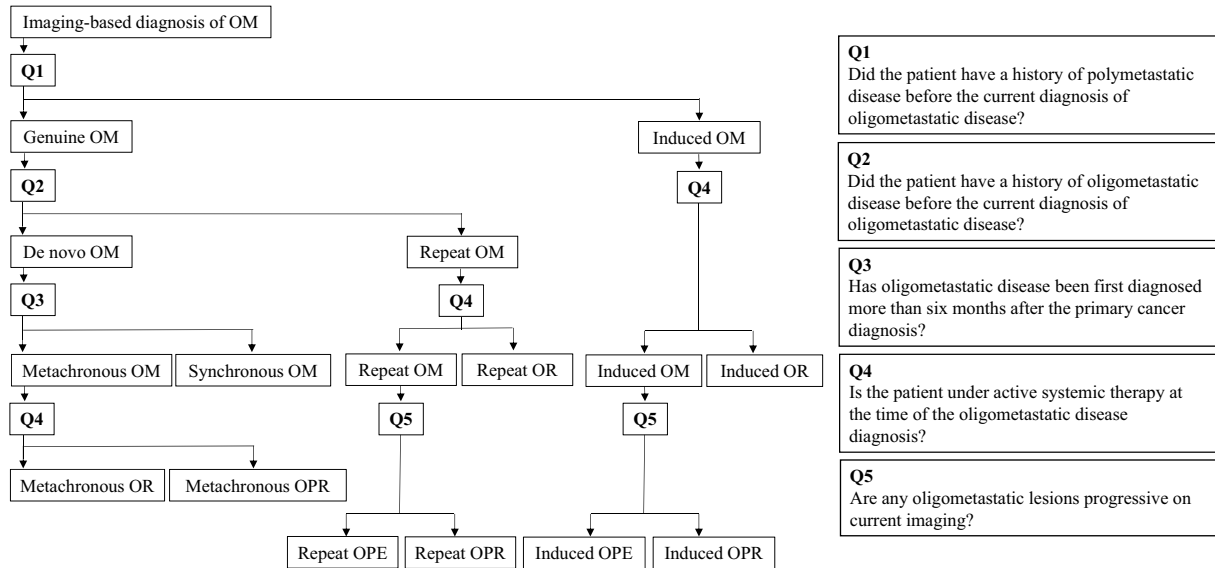 Imaging-based diagnosis of OM
Q1
Genuine OM
Induced OM
Q2
Q4
De novo OM
Repeat OM
Q3
Q4
Metachronous OM
Synchronous OM
Repeat OM
Repeat OR
Induced OM
Induced OR
Q4
Q5
Q5
Metachronous OR
Metachronous OPR
Repeat OPE
Repeat OPR
Induced OPE
Induced OPR
Q1
Did the patient have a history of polymetastatic
disease before the current diagnosis of
oligometastatic disease?
Q2
Did the patient have a history of oligometastatic
disease before the current diagnosis of
oligometastatic disease?
Q3
Has oligometastatic disease been first diagnosed
more than six months after the primary cancer
diagnosis?
Q4
Is the patient under active systemic therapy at
the time of the oligometastatic disease
diagnosis?
Q5
Are any oligometastatic lesions progressive on
current imaging?